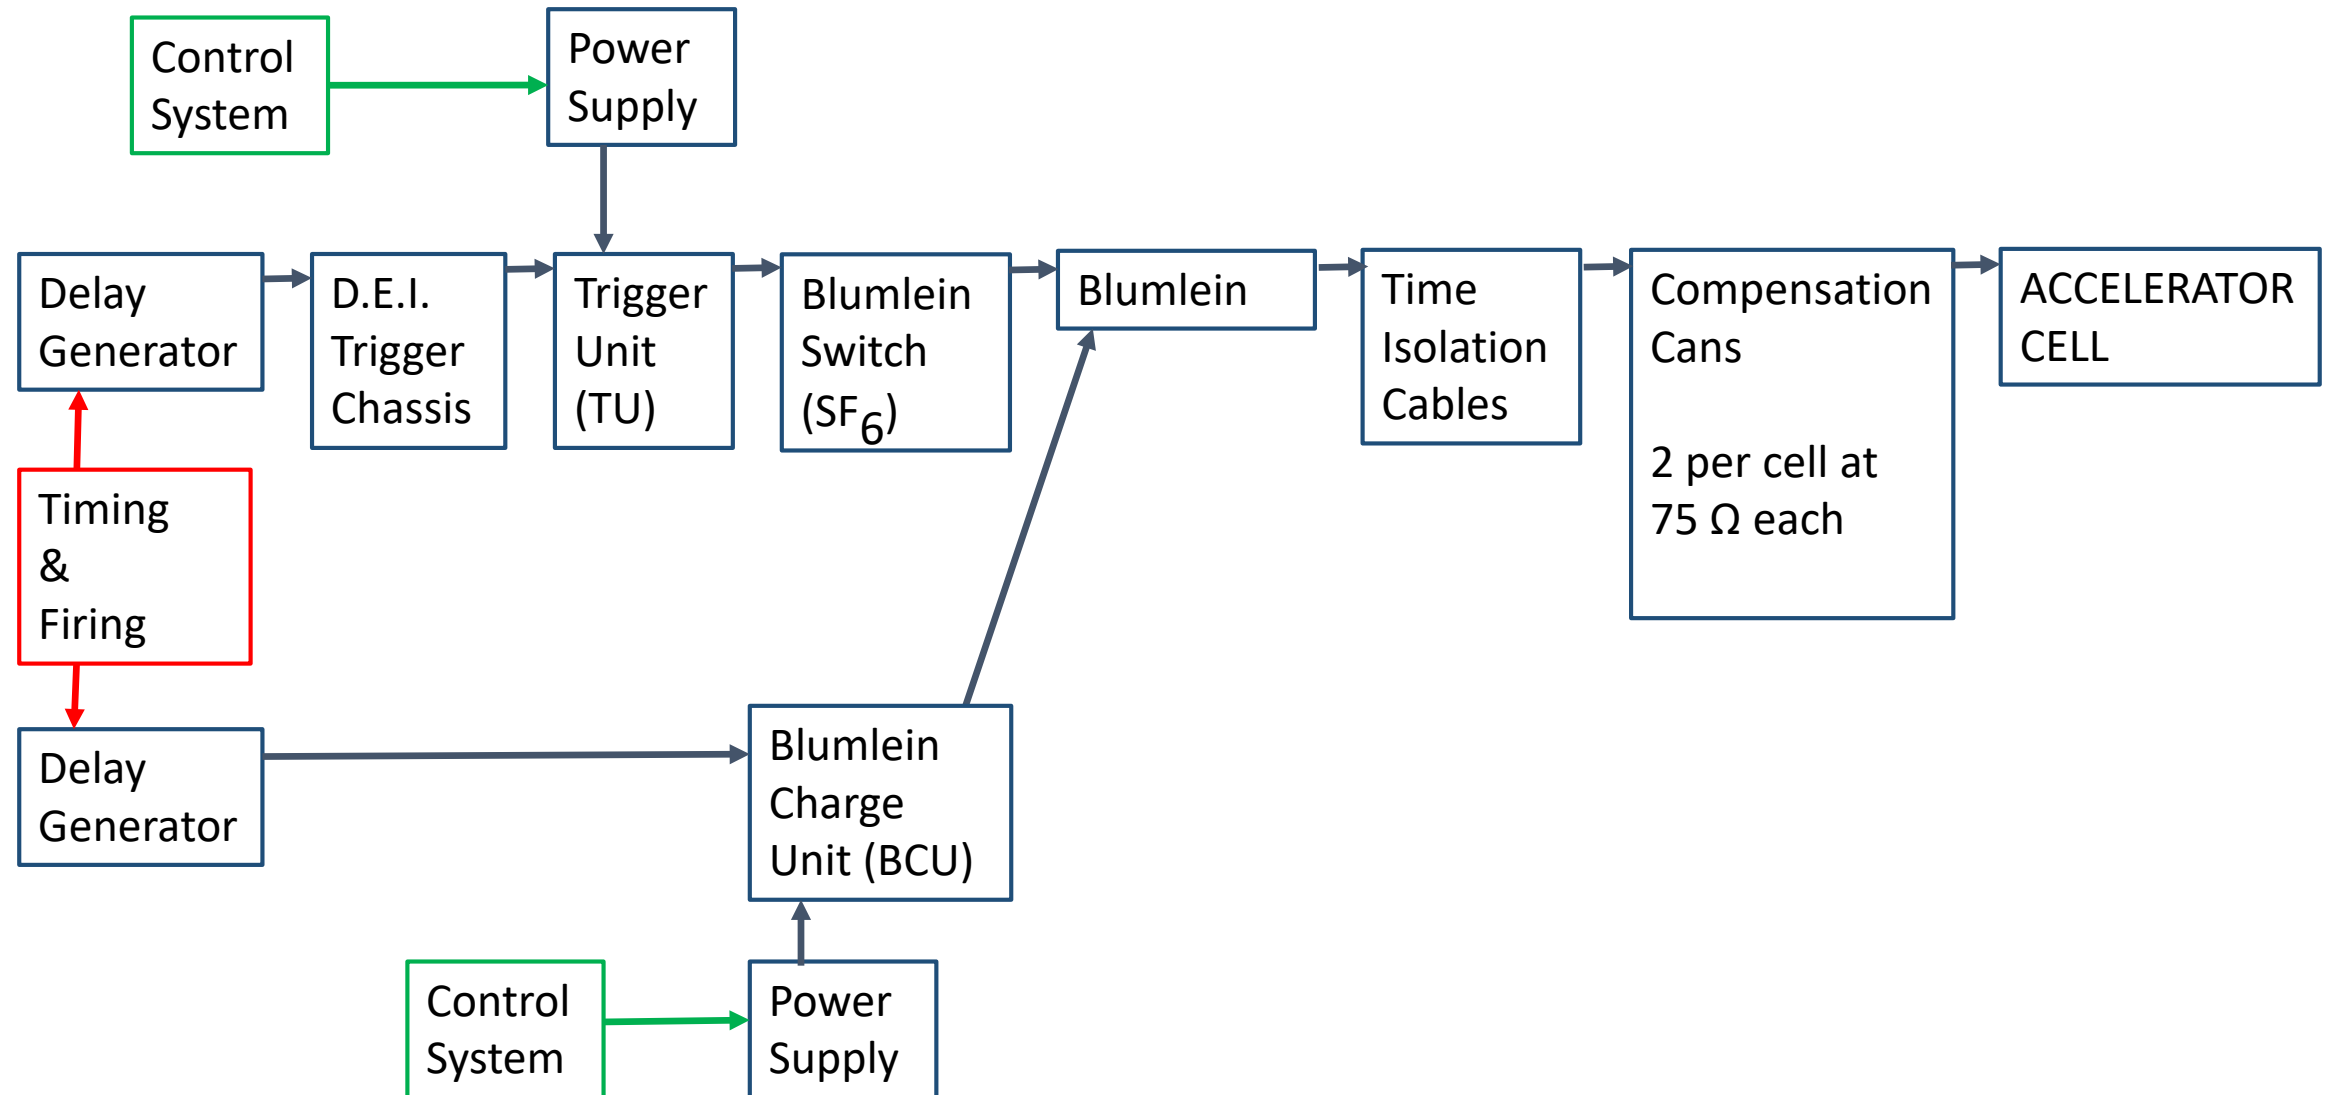 Control
System
Power
Supply
Delay
Generator
D.E.I.
Trigger
Chassis
Trigger
Unit
(TU)
Blumlein
Switch
(SF₆)
Blumlein
Time
Isolation
Cables
Compensation
Cans
2 per cell at
75 Ω each
ACCELERATOR
CELL
Timing
&
Firing
Delay
Generator
Blumlein
Charge
Unit (BCU)
Control
System
Power
Supply